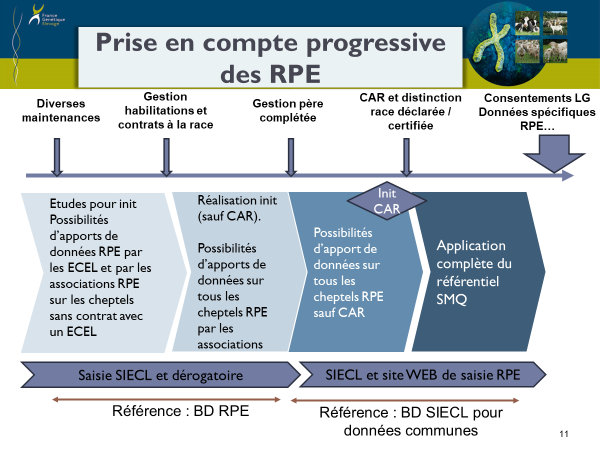 France
Génétique
Elevage
Prise en compte progressive
des RPE
Diverses
maintenances
Gestion
habilitations et
contrats à la race
Gestion père
complétée
CAR et distinction
race déclarée /
certifiée
Consentements LG
Données spécifiques
RPE…
Init
CAR
Etudes pour init
Possibilités
d'apports de
données RPE par
les ECEL et par les
associations RPE
sur les cheptels
sans contrat avec
un ECEL
Réalisation init
(sauf CAR).
Possibilités
d'apports de
données sur
tous les
cheptels RPE
par les
associations
Possibilités
d'apport de
données sur
tous les
cheptels RPE
sauf CAR
Application
complète du
référentiel
SMQ
Saisie SIECL et dérogatoire
SIECL et site WEB de saisie RPE
Référence : BD RPE
Référence : BD SIECL pour
données communes
11